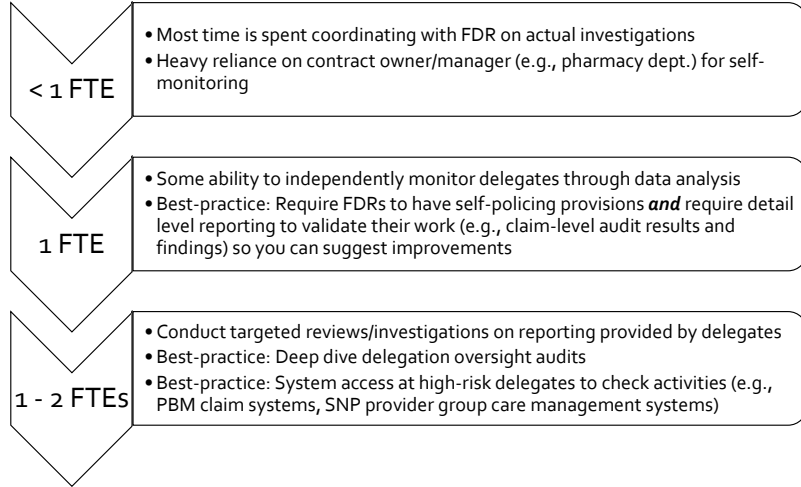 • Most time is spent coordinating with FDR on actual investigations
• Heavy reliance on contract owner/manager (e.g., pharmacy dept.) for self-
monitoring
< 1 FTE
• Some ability to independently monitor delegates through data analysis
• Best-practice: Require FDRs to have self-policing provisions and require detail
level reporting to validate their work (e.g., claim-level audit results and
findings) so you can suggest improvements
1 FTE
• Conduct targeted reviews/investigations on reporting provided by delegates
• Best-practice: Deep dive delegation oversight audits
• Best-practice: System access at high-risk delegates to check activities (e.g.,
PBM claim systems, SNP provider group care management systems)
1 - 2 FTEs